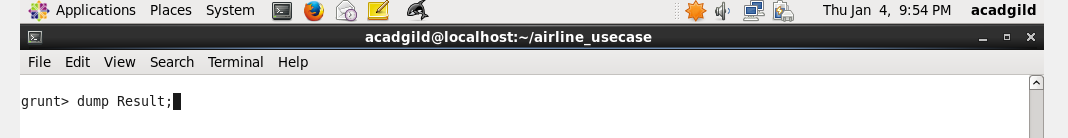 Applications Places System Thu Jan 4, 9:54 PM acadgild
acadgild@localhost:~/airline_usecase
File Edit View Search Terminal Help
grunt> dump Result;